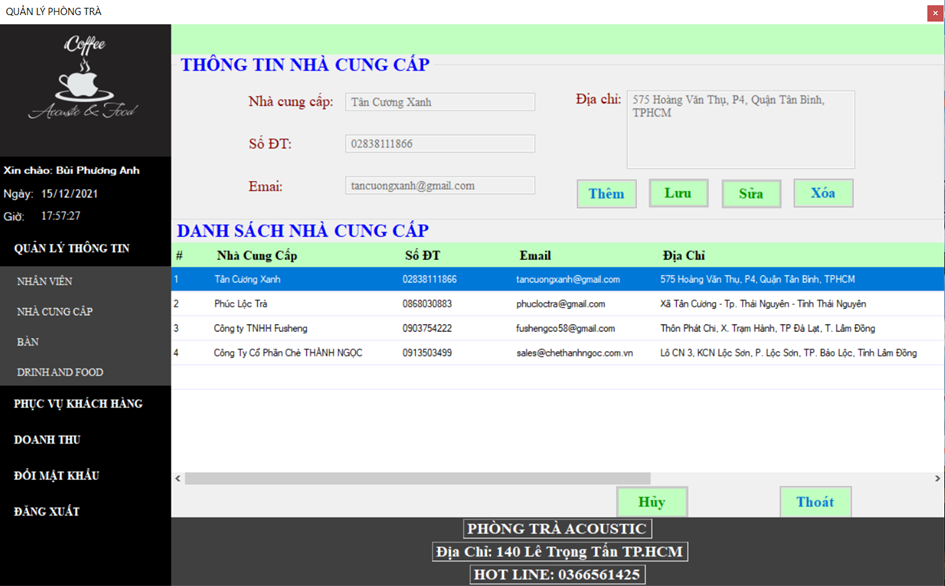 QUẢN LÝ PHÒNG TRÀ
iCoffee
Acoustic & Food
Xin chào: Bùi Phương Anh
Ngày: 15/12/2021
Giờ: 17:57:27
QUẢN LÝ THÔNG TIN
NHÂN VIÊN
NHÀ CUNG CẤP
BÀN
DRINH AND FOOD
PHỤC VỤ KHÁCH HÀNG
DOANH THU
ĐỔI MẬT KHẨU
ĐĂNG XUẤT
THÔNG TIN NHÀ CUNG CẤP
Nhà cung cấp: Tân Cương Xanh
Số ĐT: 02838111866
Emai: tancuongxanh@gmail.com
Địa chỉ: 575 Hoàng Văn Thụ, P4, Quận Tân Bình,
TPHCM
Thêm Lưu Sửa Xóa
DANH SÁCH NHÀ CUNG CẤP
# Nhà Cung Cấp Số ĐT Email Địa Chỉ
1 Tân Cương Xanh 02838111866 tancuongxanh@gmail.com 575 Hoàng Văn Thụ, P4, Quận Tân Bình, TPHCM
2 Phúc Lộc Trà 0868030883 phucloctra@gmail.com Xã Tân Cương - Tp. Thái Nguyên - Tỉnh Thái Nguyên
3 Công ty TNHH Fusheng 0903754222 fushengco58@gmail.com Thôn Phát Chi, X. Trạm Hành, TP Đà Lạt, T. Lâm Đồng
4 Công Ty Cổ Phần Chè THÀNH NGỌC 0913503499 sales@chethanhngoc.com.vn Lô CN 3, KCN Lộc Sơn, P. Lộc Sơn, TP. Bảo Lộc, Tỉnh Lâm Đồng
Hủy Thoát
PHÒNG TRÀ ACOUSTIC
Địa Chỉ: 140 Lê Trọng Tấn TP.HCM
HOT LINE: 0366561425